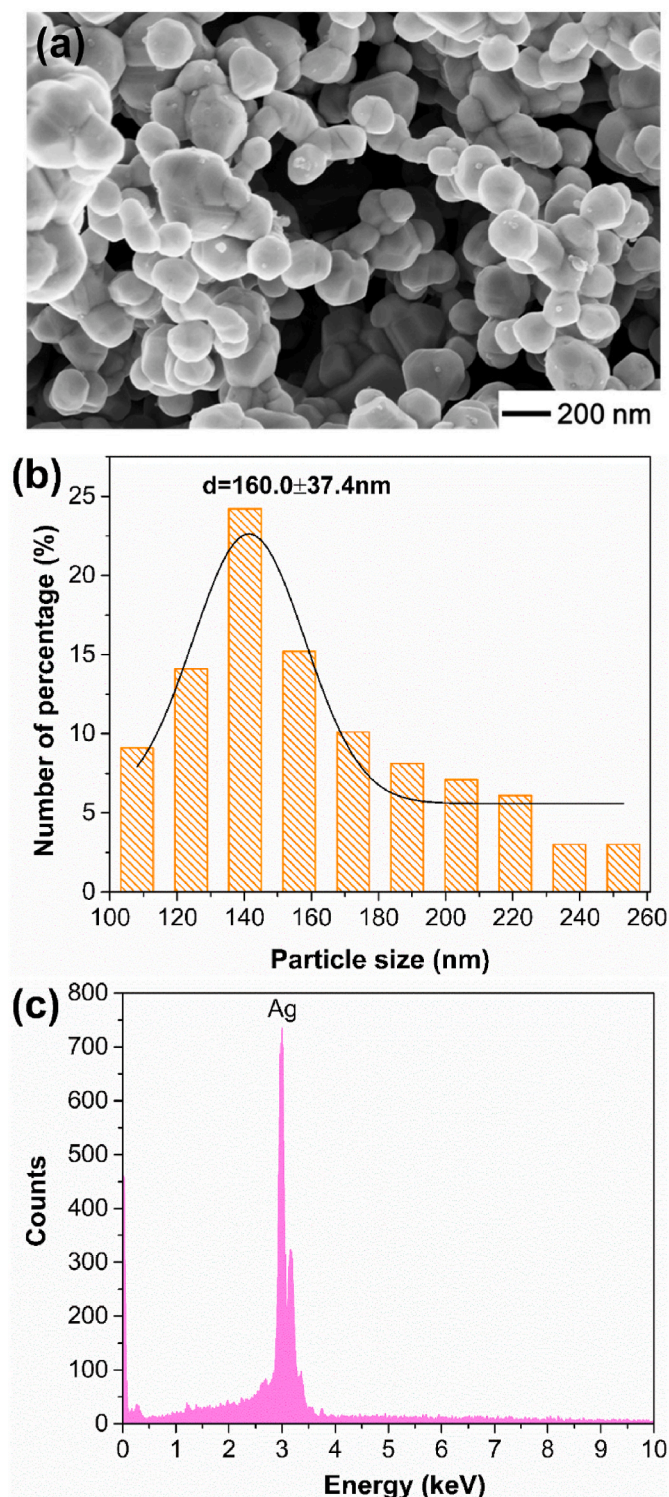 (a)
200 nm
(b)
d=160.0±37.4nm
25
20
15
10
5
0
Number of percentage (%)
100 120 140 160 180 200 220 240 260
Particle size (nm)
(c)
Ag
800
700
600
500
400
300
200
100
0
Counts
0 1 2 3 4 5 6 7 8 9 10
Energy (keV)